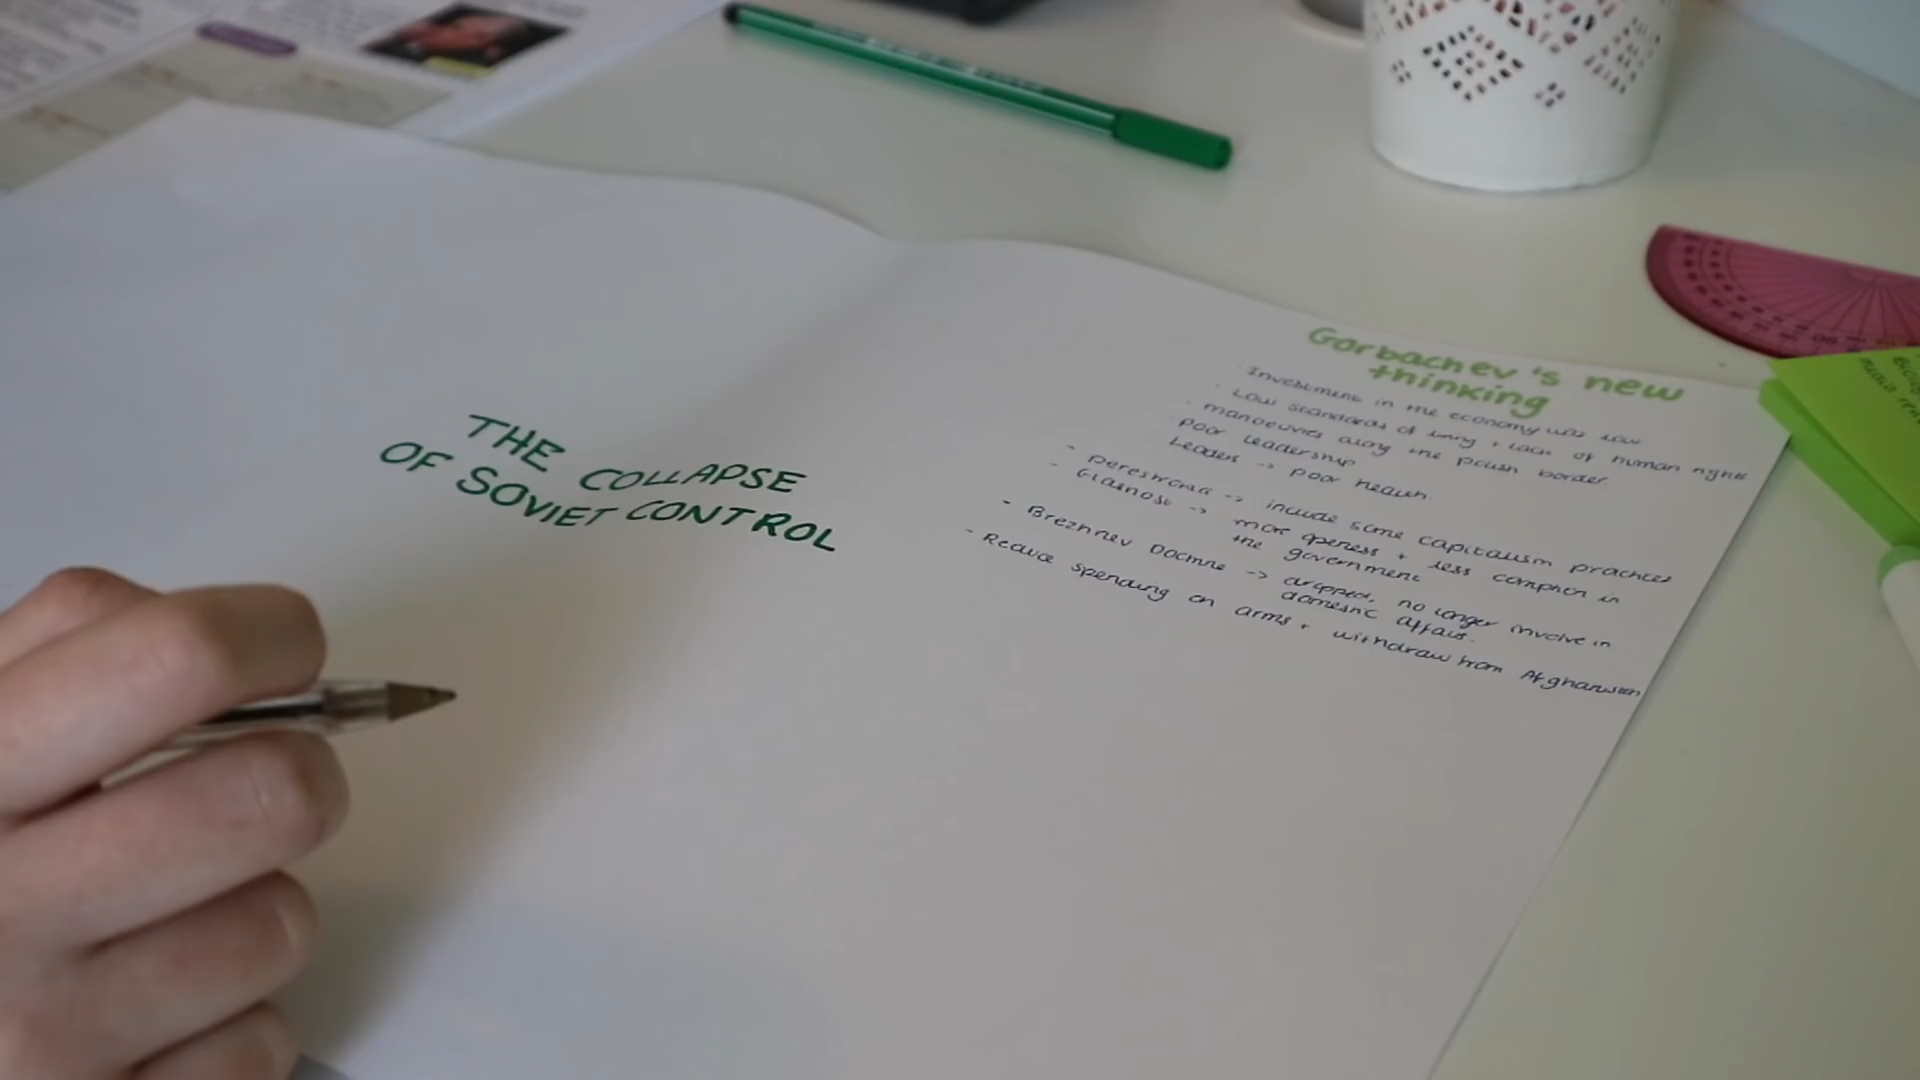 THE COLLAPSE
OF SOVIET CONTROL
Gorbachev's new
thinking
Investment in the economy was low
Low standards of living + lack of human rights
manoeuvres along the Polish border.
poor leadership
Leaders -> poor health.
- perestroika -> include some capitalism practices
- Glasnost -> more openess + less corruption in
the government
- Breznnev Doctrine -> dropped, no longer involve in
domestic affairs.
- Reduce spending on arms + withdraw from Afghanistan